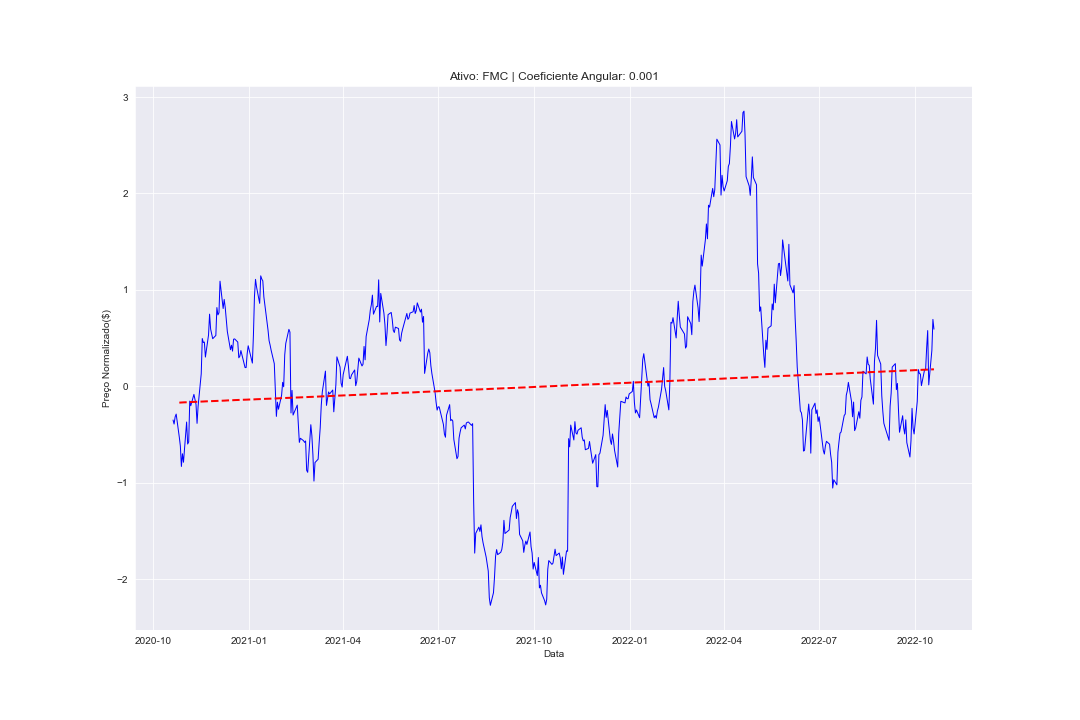 Ativo: FMC | Coeficiente Angular: 0.001
Preço Normalizado($)
3
2
1
0
−1
−2
2020-10 2021-01 2021-04 2021-07 2021-10 2022-01 2022-04 2022-07 2022-10
Data